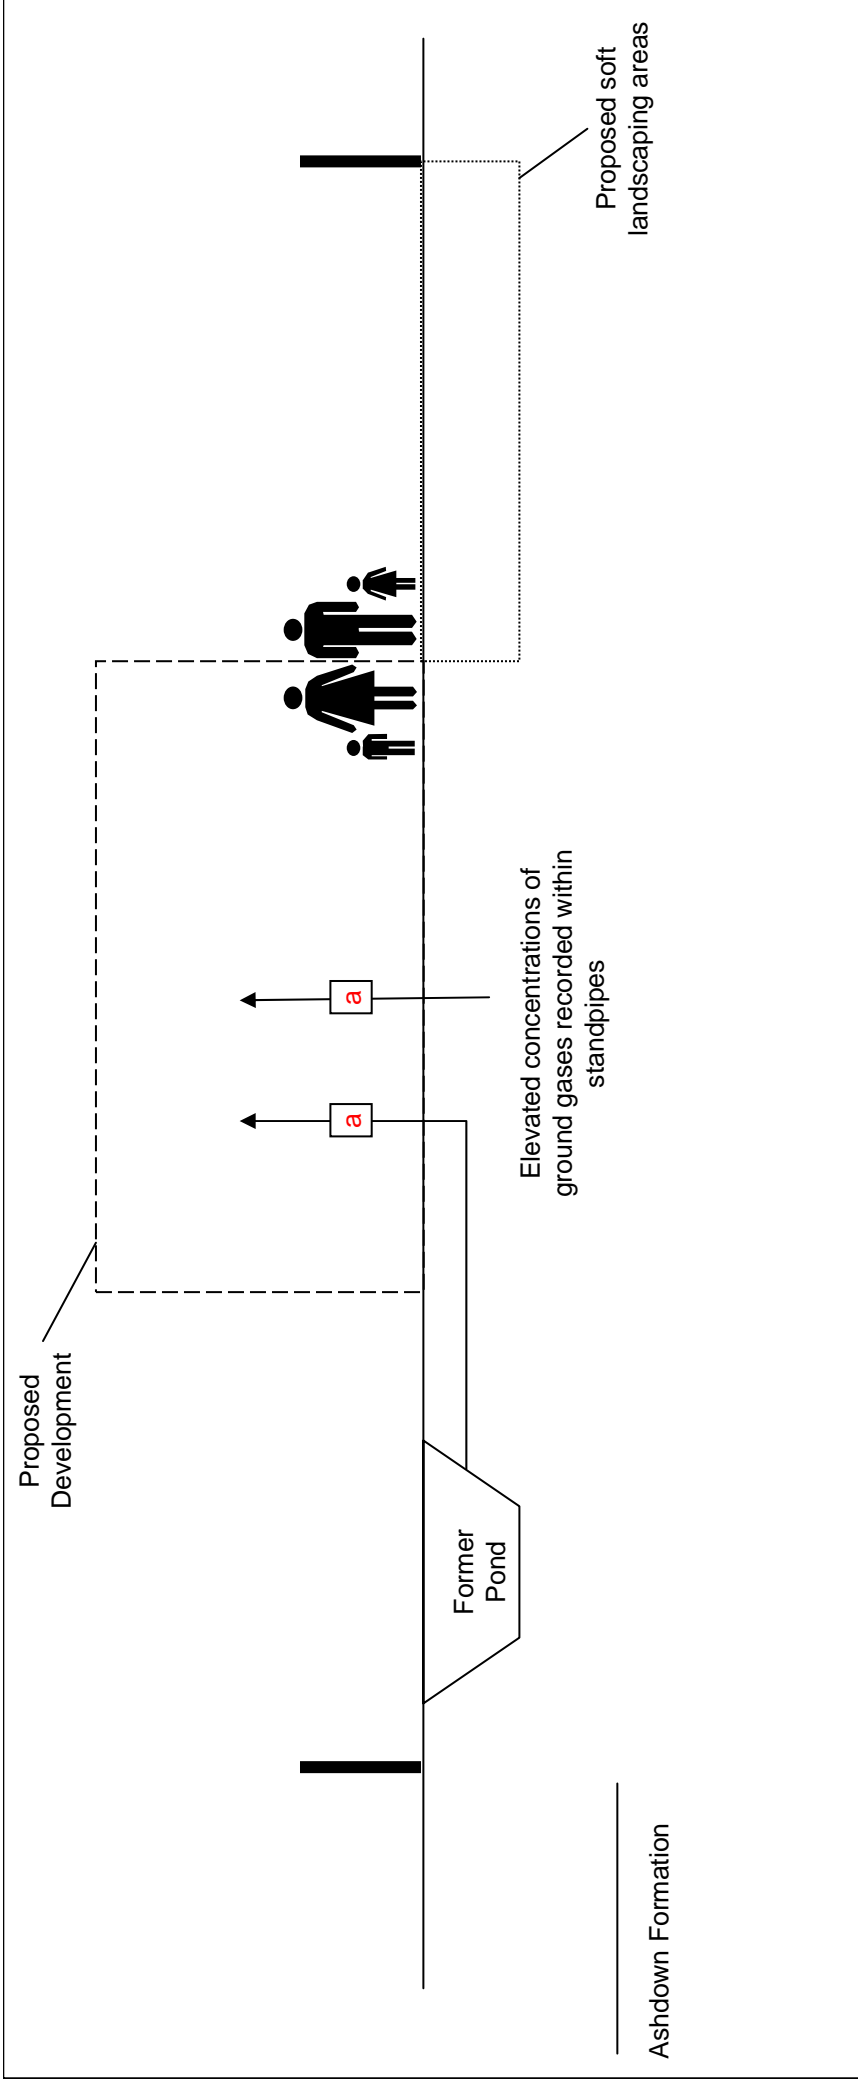 Proposed
Development
a
a
Former
Pond
Elevated concentrations of
ground gases recorded within
standpipes
Proposed soft
landscaping areas
Ashdown Formation